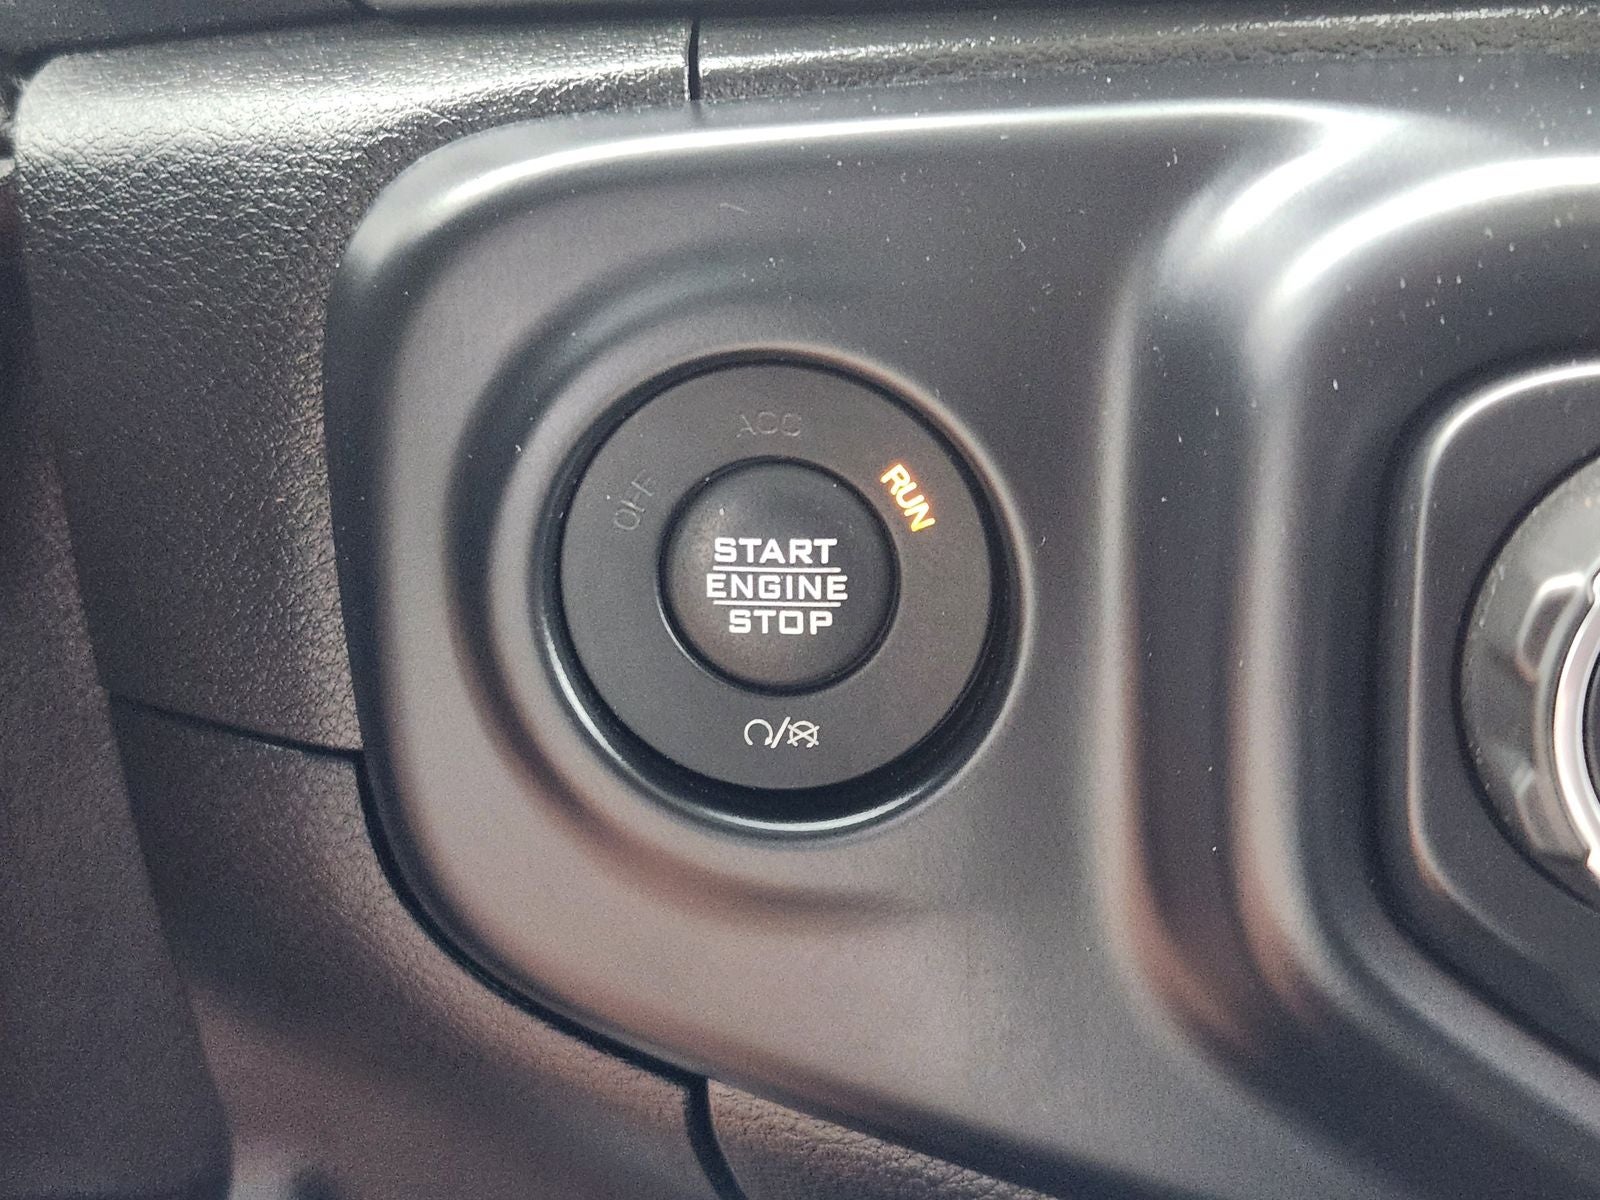 ACC
OFF
RUN
START
ENGINE
STOP